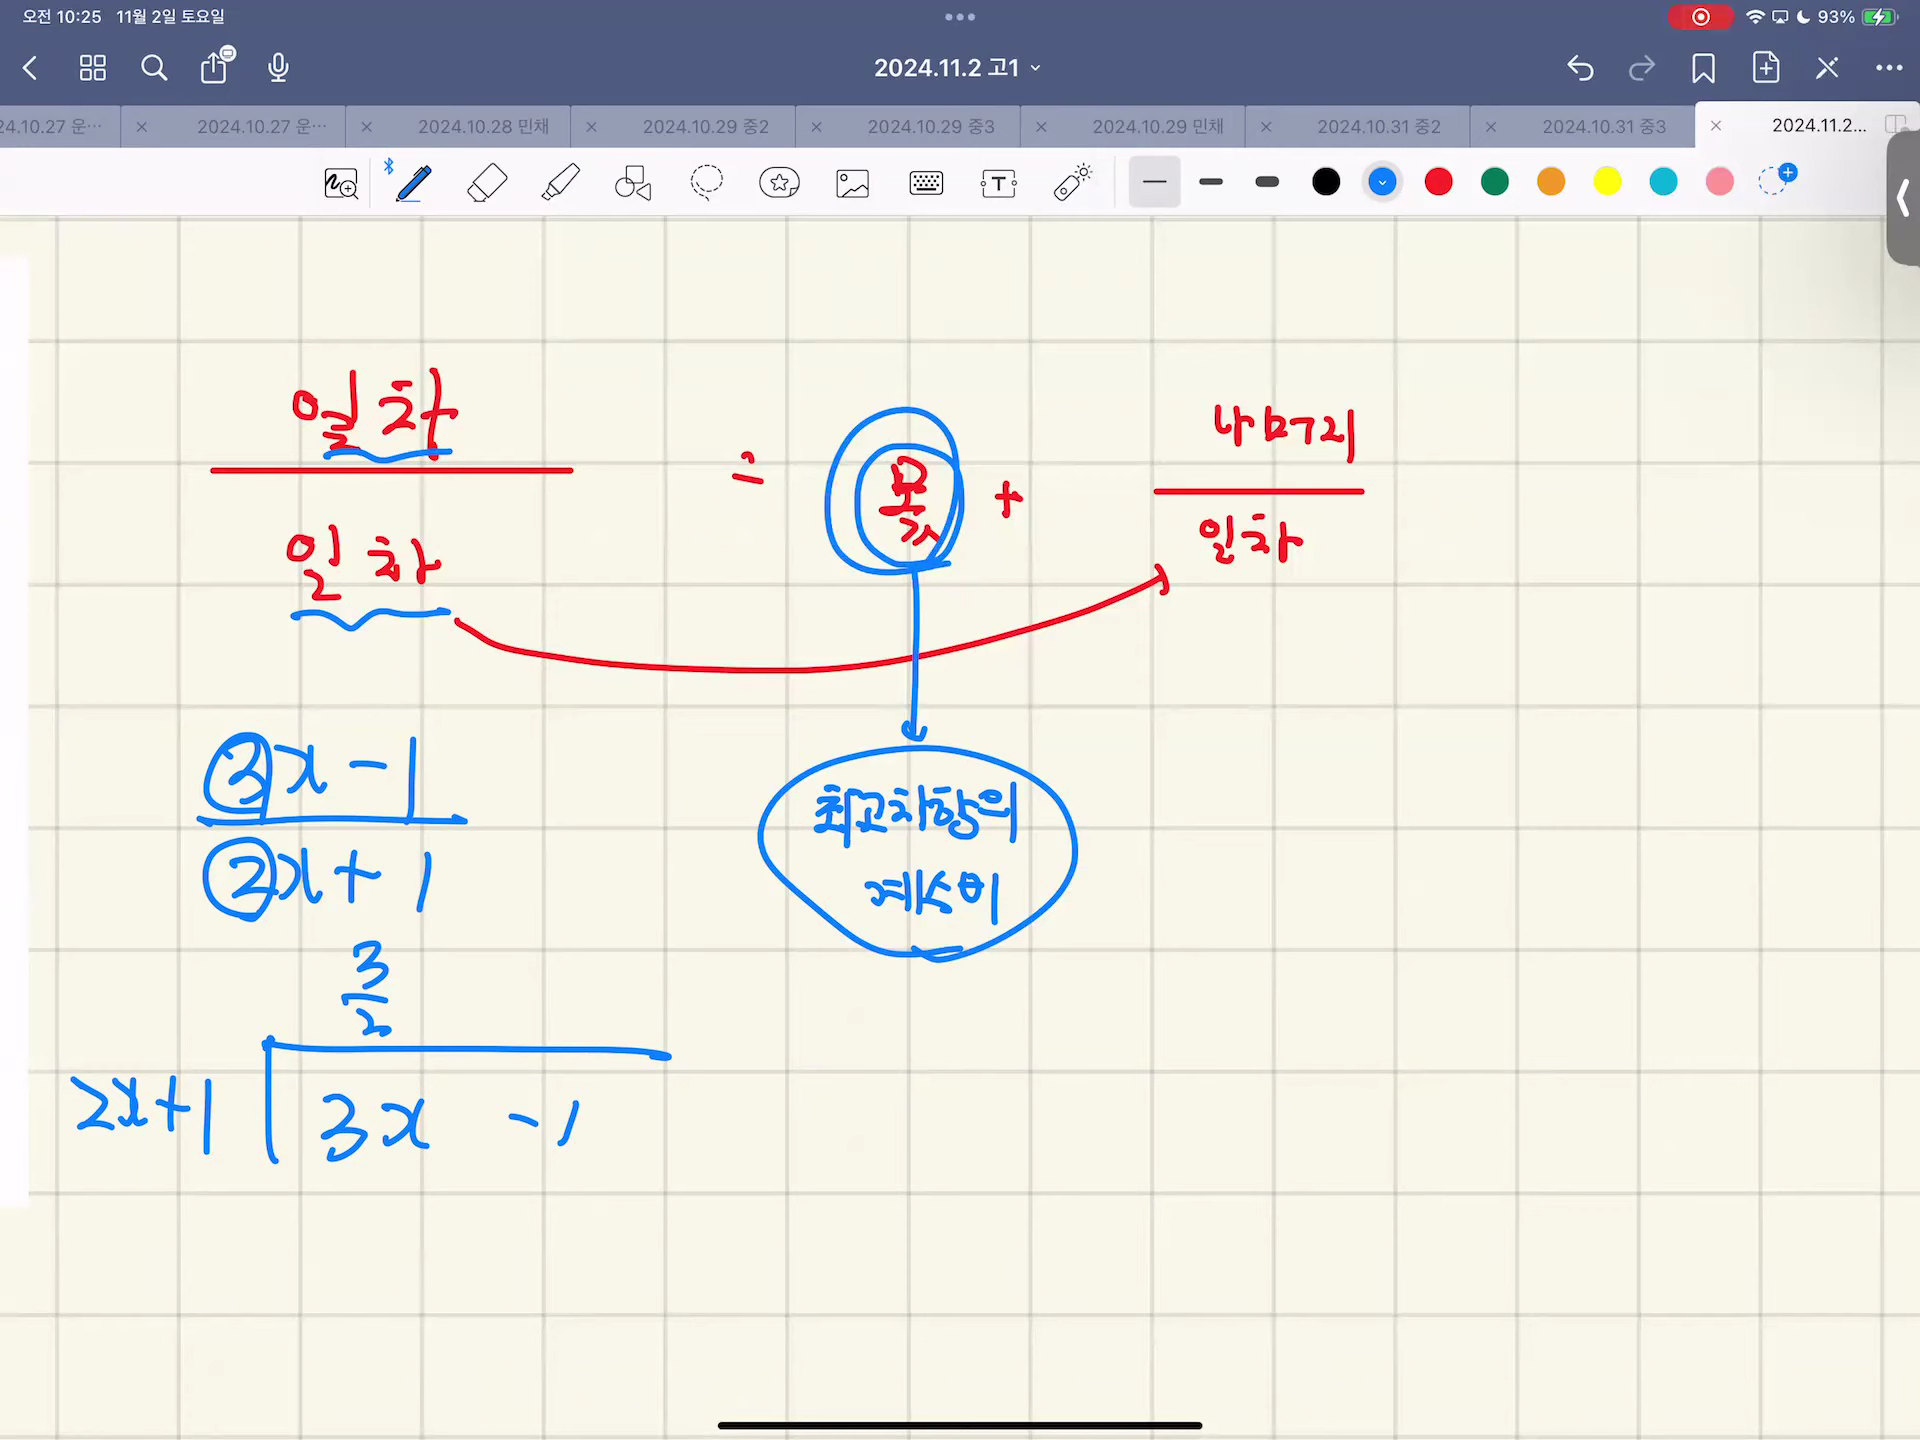 오전 10:25 11월 2일 토요일
93%
2024.11.2 고1
24.10.27 운…
2024.10.27 운…
2024.10.28 민채
2024.10.29 중2
2024.10.29 중3
2024.10.29 민채
2024.10.31 중2
2024.10.31 중3
2024.11.2...
일차
일차
=
몫
+
나머지
일차
3x-1
2x+1
최고차항의
계수비
3
2
2x+1
3x -1